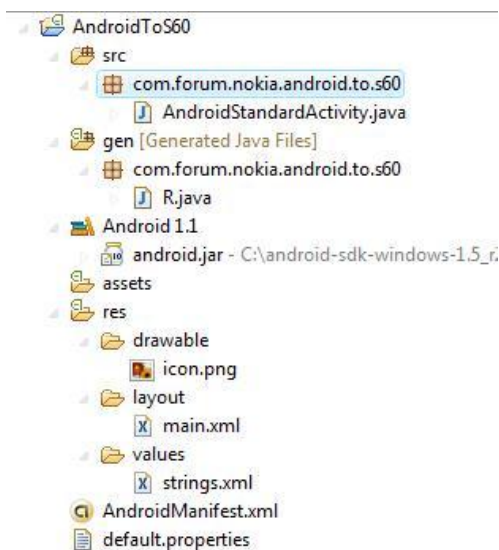 AndroidToS60
src
com.forum.nokia.android.to.s60
AndroidStandardActivity.java
gen [Generated Java Files]
com.forum.nokia.android.to.s60
R.java
Android 1.1
android.jar - C:\android-sdk-windows-1.5_r2
assets
res
drawable
icon.png
layout
main.xml
values
strings.xml
AndroidManifest.xml
default.properties